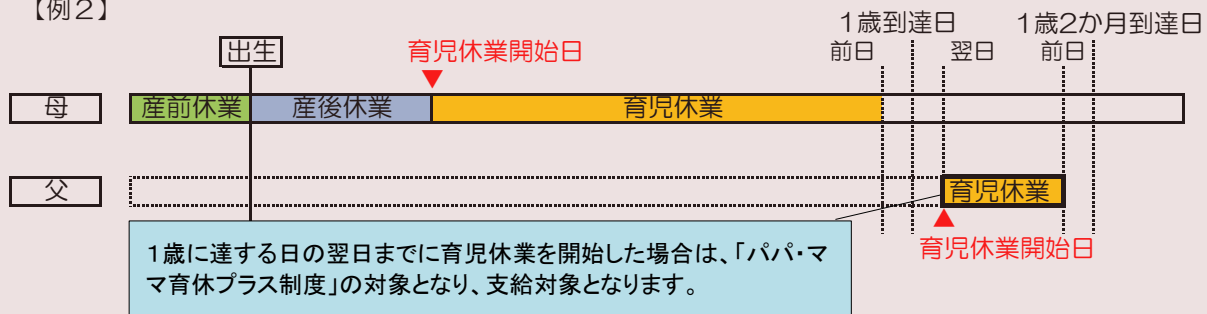 【例２】
１歳到達日
１歳2か月到達日
出生
育児休業開始日
前日
翌日
前日
母
産前休業
産後休業
育児休業
父
育児休業
１歳に達する日の翌日までに育児休業を開始した場合は、「パパ・マ
マ育休プラス制度」の対象となり、支給対象となります。
育児休業開始日